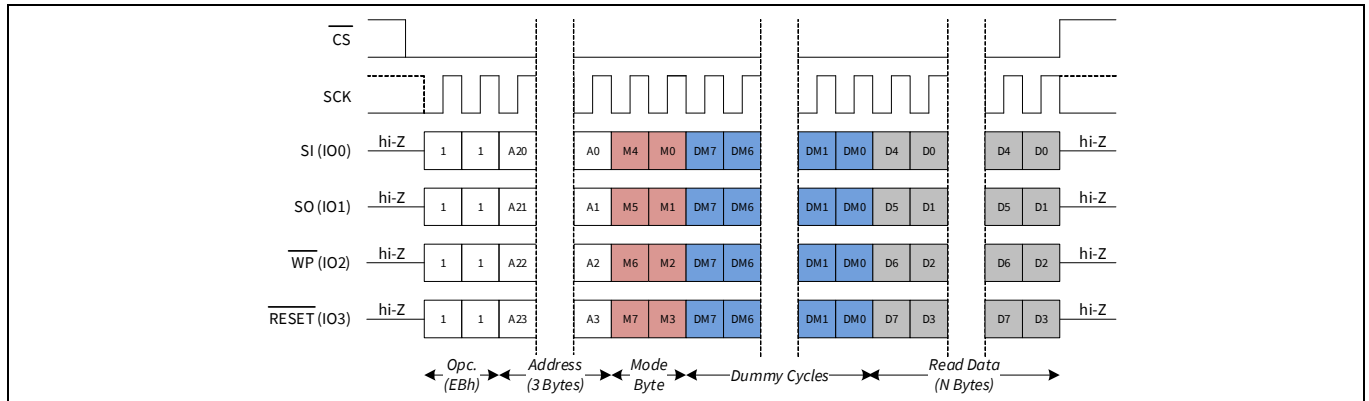 CS
SCK
SI (IO0) hi-Z 1 1 A20 A0 M4 M0 DM7 DM6 DM1 DM0 D4 D0 D4 D0 hi-Z
SO (IO1) hi-Z 1 1 A21 A1 M5 M1 DM7 DM6 DM1 DM0 D5 D1 D5 D1 hi-Z
WP (IO2) hi-Z 1 1 A22 A2 M6 M2 DM7 DM6 DM1 DM0 D6 D2 D6 D2 hi-Z
RESET (IO3) hi-Z 1 1 A23 A3 M7 M3 DM7 DM6 DM1 DM0 D7 D3 D7 D3 hi-Z
Opc. Address Mode Dummy Cycles Read Data
(EBh) (3 Bytes) Byte (N Bytes)